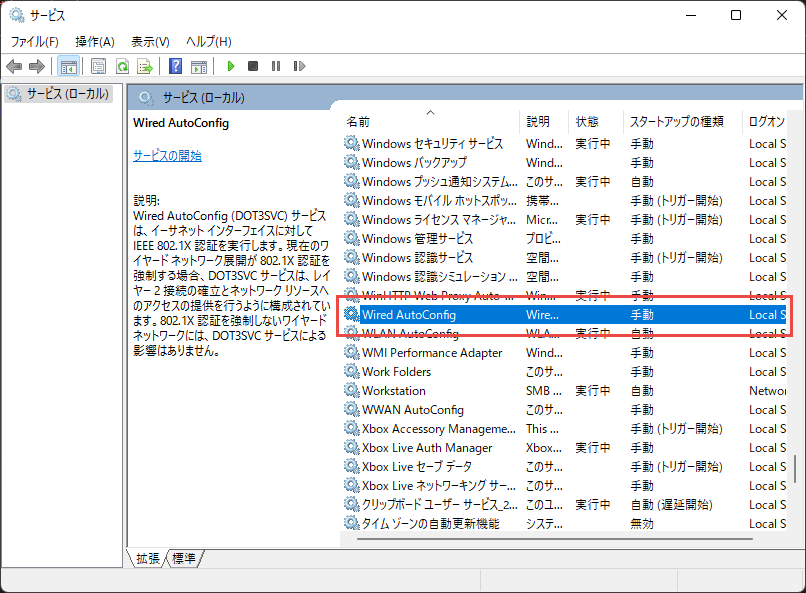 サービス
ファイル(F) 操作(A) 表示(V) ヘルプ(H)
サービス (ローカル)
サービス (ローカル)
Wired AutoConfig
サービスの開始
説明:
Wired AutoConfig (DOT3SVC) サービス
は、イーサネット インターフェイスに対して
IEEE 802.1X 認証を実行します。現在のワ
イヤード ネットワーク展開が 802.1X 認証を
強制する場合、DOT3SVC サービスは、レイ
ヤー 2 接続の確立とネットワーク リソースへ
のアクセスの提供を行うように構成されていま
す。802.1X 認証を強制しないワイヤード
ネットワークには、DOT3SVC サービスによる
影響はありません。
名前 説明 状態 スタートアップの種類 ログオン
Windows セキュリティ サービス Wind... 実行中 手動 Local S
Windows バックアップ Wind... 手動 Local S
Windows プッシュ通知システム... このサ... 実行中 自動 Local S
Windows モバイル ホットスポッ... 携帯... 手動 (トリガー開始) Local S
Windows ライセンス マネージャ... Micr... 実行中 手動 (トリガー開始) Local S
Windows 管理サービス プロビ... 手動 Local S
Windows 認識サービス 空間... 手動 (トリガー開始) Local S
Windows 認識シミュレーション ... 空間... 手動 Local S
WinHTTP Web Proxy Auto-... Win... 実行中 手動 Local S
Wired AutoConfig Wire... 手動 Local S
WLAN AutoConfig WLA... 実行中 自動 Local S
WMI Performance Adapter Wind... 手動 Local S
Work Folders このサ... 手動 Local S
Workstation SMB ... 実行中 自動 Networ
WWAN AutoConfig このサ... 手動 Local S
Xbox Accessory Manageme... This ... 手動 (トリガー開始) Local S
Xbox Live Auth Manager Xbox... 実行中 手動 Local S
Xbox Live セーブ データ このサ... 手動 (トリガー開始) Local S
Xbox Live ネットワーキング サー... このサ... 手動 Local S
クリップボード ユーザー サービス_2... このユ... 実行中 自動 (遅延開始) Local S
タイム ゾーンの自動更新機能 システ... 無効 Local S
拡張 標準